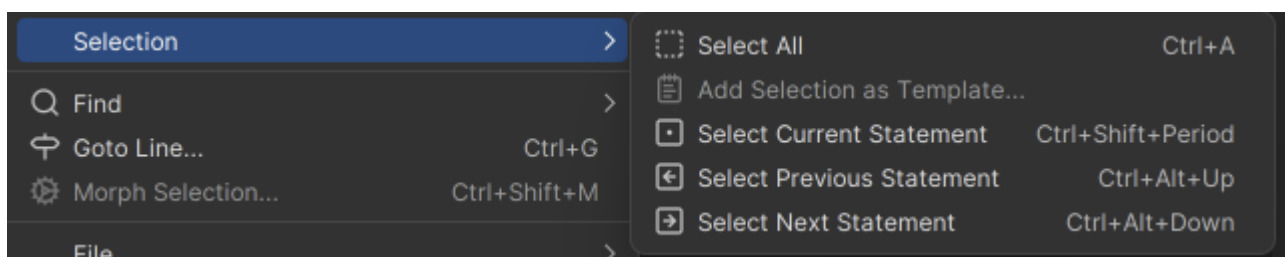 Selection
Find
Goto Line... Ctrl+G
Morph Selection... Ctrl+Shift+M
File
Select All Ctrl+A
Add Selection as Template...
Select Current Statement Ctrl+Shift+Period
Select Previous Statement Ctrl+Alt+Up
Select Next Statement Ctrl+Alt+Down